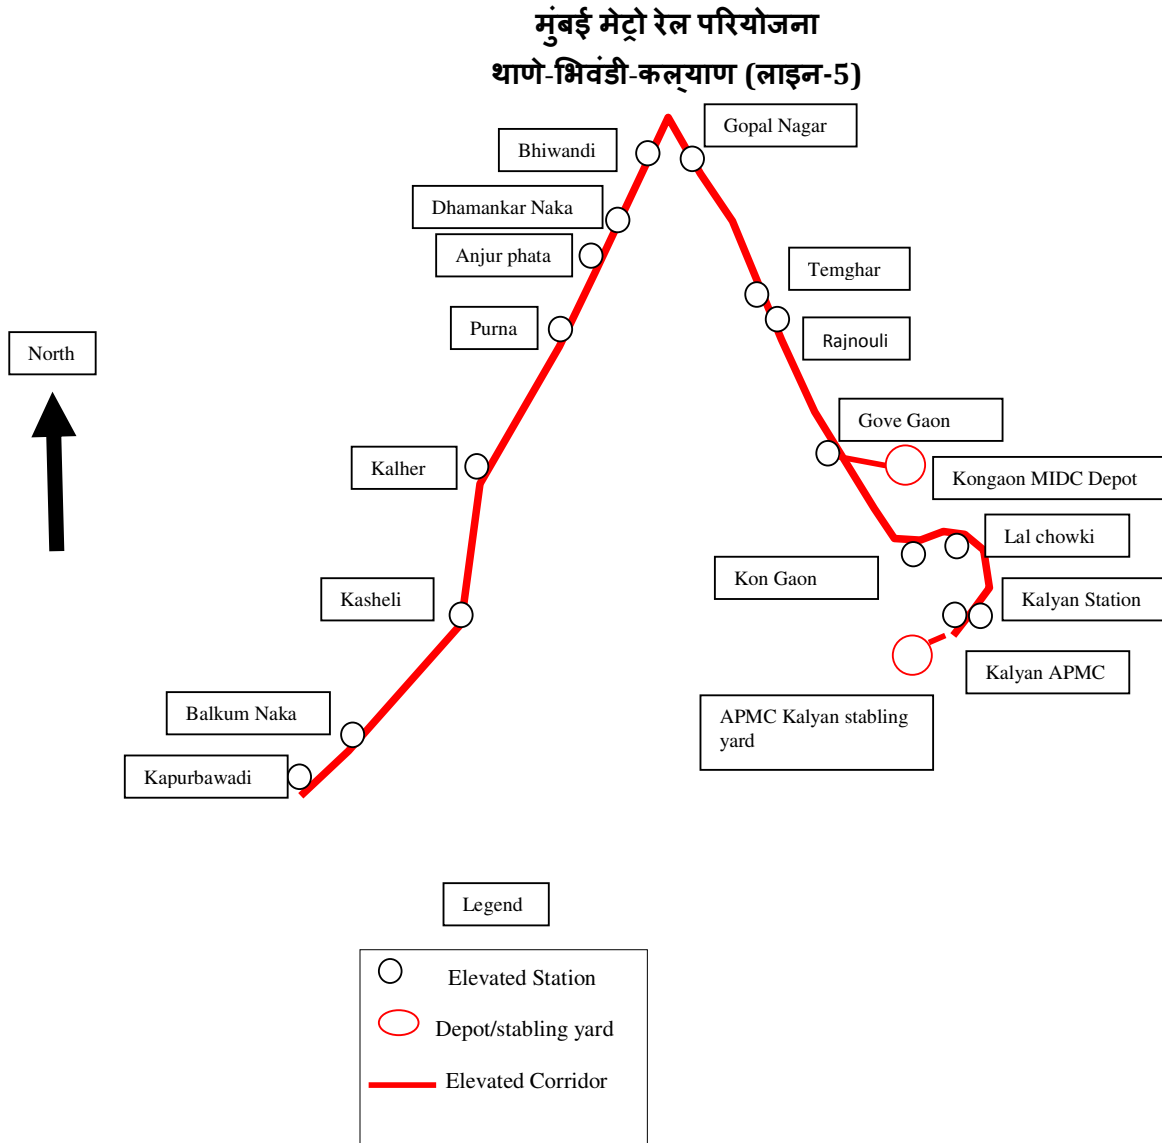 मुंबई मेट्रो रेल परियोजना
थाणे-भिवंडी-कल्याण (लाइन-5)
Gopal Nagar
Bhiwandi
Dhamankar Naka
Anjur phata
Temghar
Purna
Rajnouli
North
Gove Gaon
Kalher
Kongaon MIDC Depot
Lal chowki
Kon Gaon
Kasheli
Kalyan Station
Kalyan APMC
Balkum Naka
APMC Kalyan stabling
yard
Kapurbawadi
Legend
Elevated Station
Depot/stabling yard
Elevated Corridor